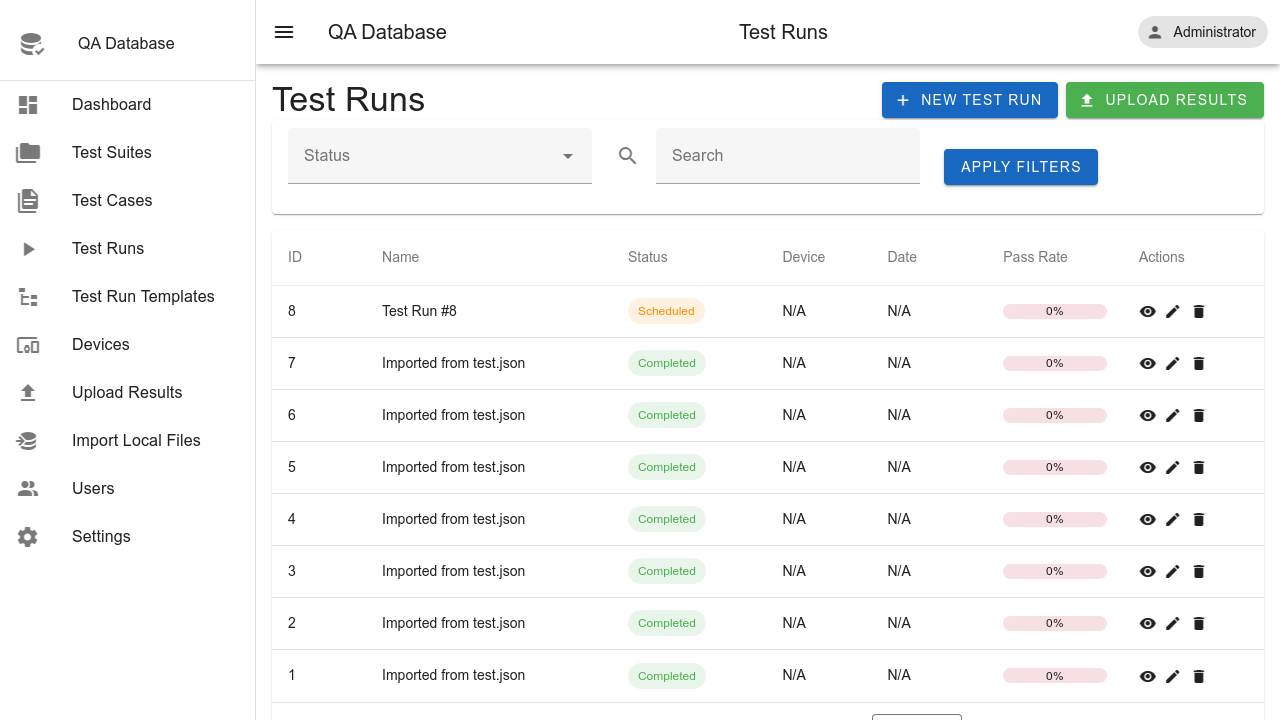 QA Database
QA Database
Test Runs
Administrator
Dashboard
Test Suites
Test Cases
Test Runs
Test Run Templates
Devices
Upload Results
Import Local Files
Users
Settings
Test Runs
NEW TEST RUN
UPLOAD RESULTS
Status
Search
APPLY FILTERS
ID Name Status Device Date Pass Rate Actions
8 Test Run #8 Scheduled N/A N/A 0%
7 Imported from test.json Completed N/A N/A 0%
6 Imported from test.json Completed N/A N/A 0%
5 Imported from test.json Completed N/A N/A 0%
4 Imported from test.json Completed N/A N/A 0%
3 Imported from test.json Completed N/A N/A 0%
2 Imported from test.json Completed N/A N/A 0%
1 Imported from test.json Completed N/A N/A 0%